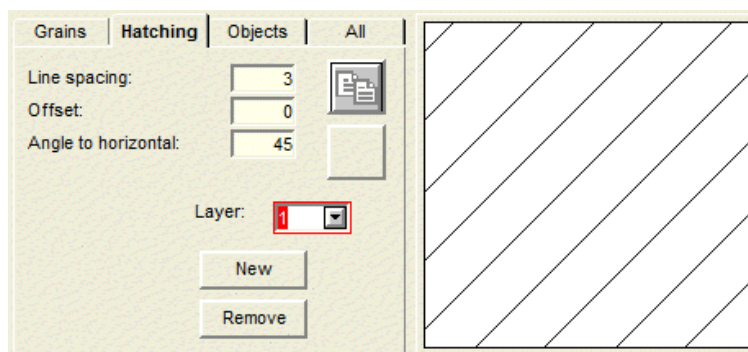 Grains Hatching Objects All
Line spacing: 3
Offset: 0
Angle to horizontal: 45
Layer: 1
New
Remove